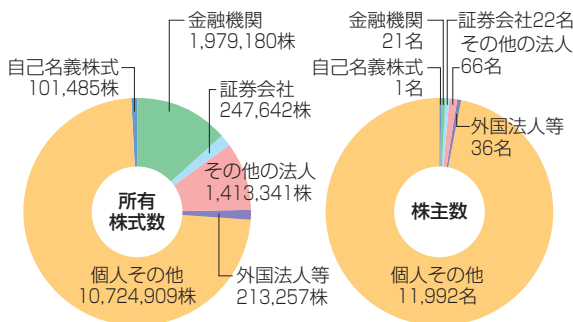 金融機関
1,979,180株
自己名義株式
101,485株
証券会社
247,642株
その他の法人
1,413,341株
所有
株式数
外国法人等
213,257株
個人その他
10,724,909株
金融機関
21名
証券会社22名
その他の法人
66名
自己名義株式
1名
外国法人等
36名
株主数
個人その他
11,992名